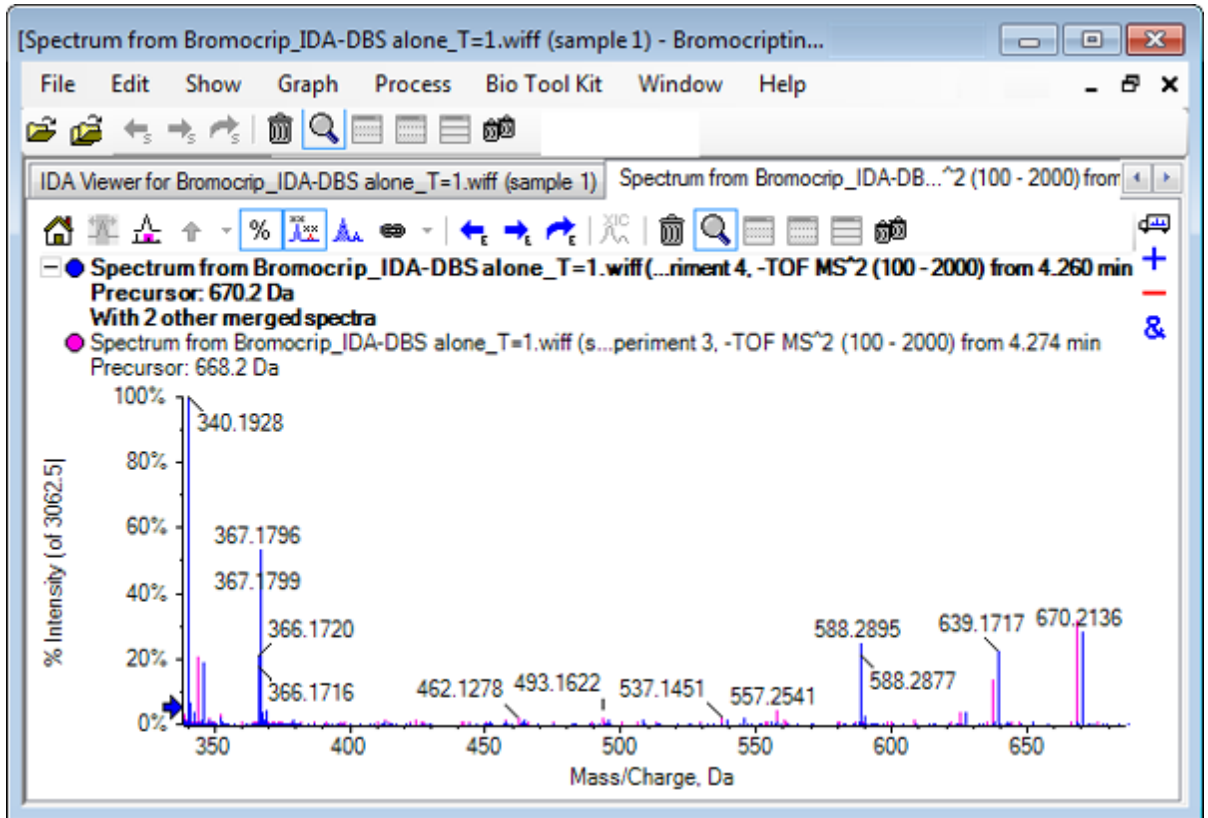 [Spectrum from Bromocrip_IDA-DBS alone_T=1.wiff (sample 1) - Bromocriptin...
File Edit Show Graph Process Bio Tool Kit Window Help
IDA Viewer for Bromocrip_IDA-DBS alone_T=1.wiff (sample 1) Spectrum from Bromocrip_IDA-DB...^2 (100 - 2000) from
Spectrum from Bromocrip_IDA-DBS alone_T=1.wiff (...riment 4, -TOF MS^2 (100 - 2000) from 4.260 min
Precursor: 670.2 Da
With 2 other merged spectra
Spectrum from Bromocrip_IDA-DBS alone_T=1.wiff (s...periment 3, -TOF MS^2 (100 - 2000) from 4.274 min
Precursor: 668.2 Da
100%
340.1928
80%
60%
367.1796
367.1799
40%
366.1720
588.2895 639.1717 670.2136
20%
366.1716
462.1278 493.1622 537.1451 557.2541 588.2877
0%
350 400 450 500 550 600 650
Mass/Charge, Da
% Intensity (of 3062.5)